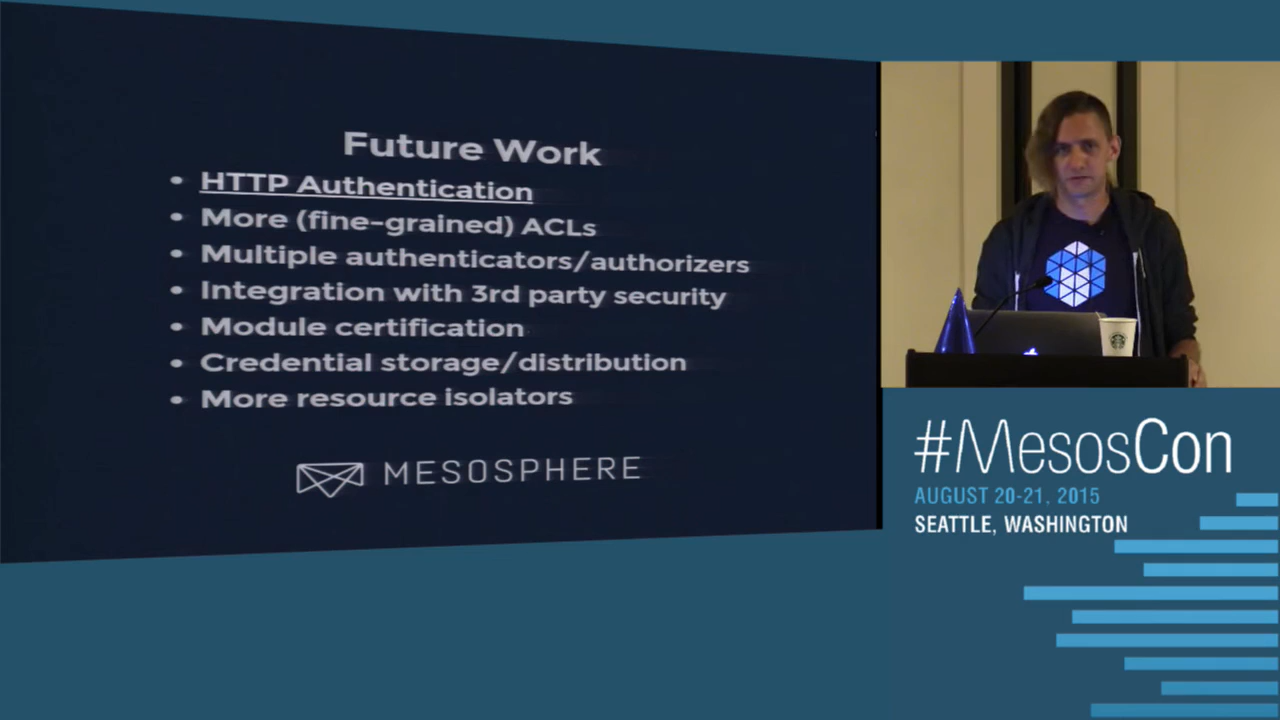 Future Work
• HTTP Authentication
• More (fine-grained) ACLs
• Multiple authenticators/authorizers
• Integration with 3rd party security
• Module certification
• Credential storage/distribution
• More resource isolators
MESOSPHERE
#MesosCon
AUGUST 20-21, 2015
SEATTLE, WASHINGTON